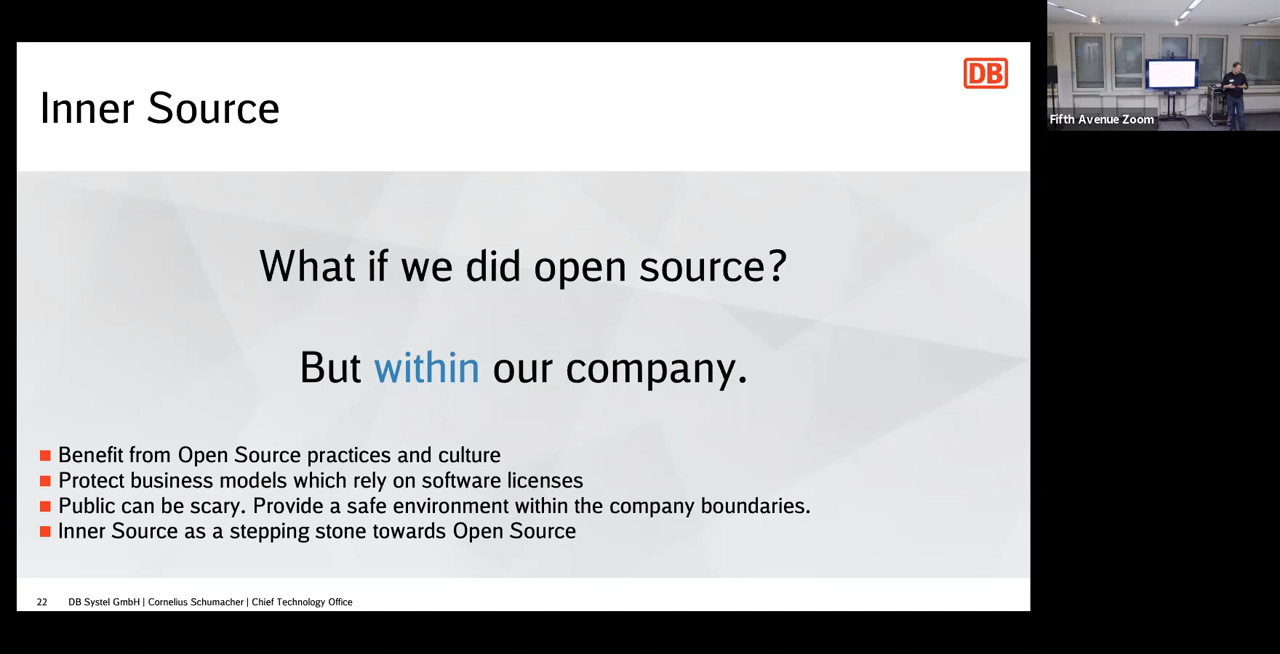 Inner Source
DB
What if we did open source?
But within our company.
Benefit from Open Source practices and culture
Protect business models which rely on software licenses
Public can be scary. Provide a safe environment within the company boundaries.
Inner Source as a stepping stone towards Open Source
22 DB Systel GmbH | Cornelius Schumacher | Chief Technology Office
Fifth Avenue Zoom